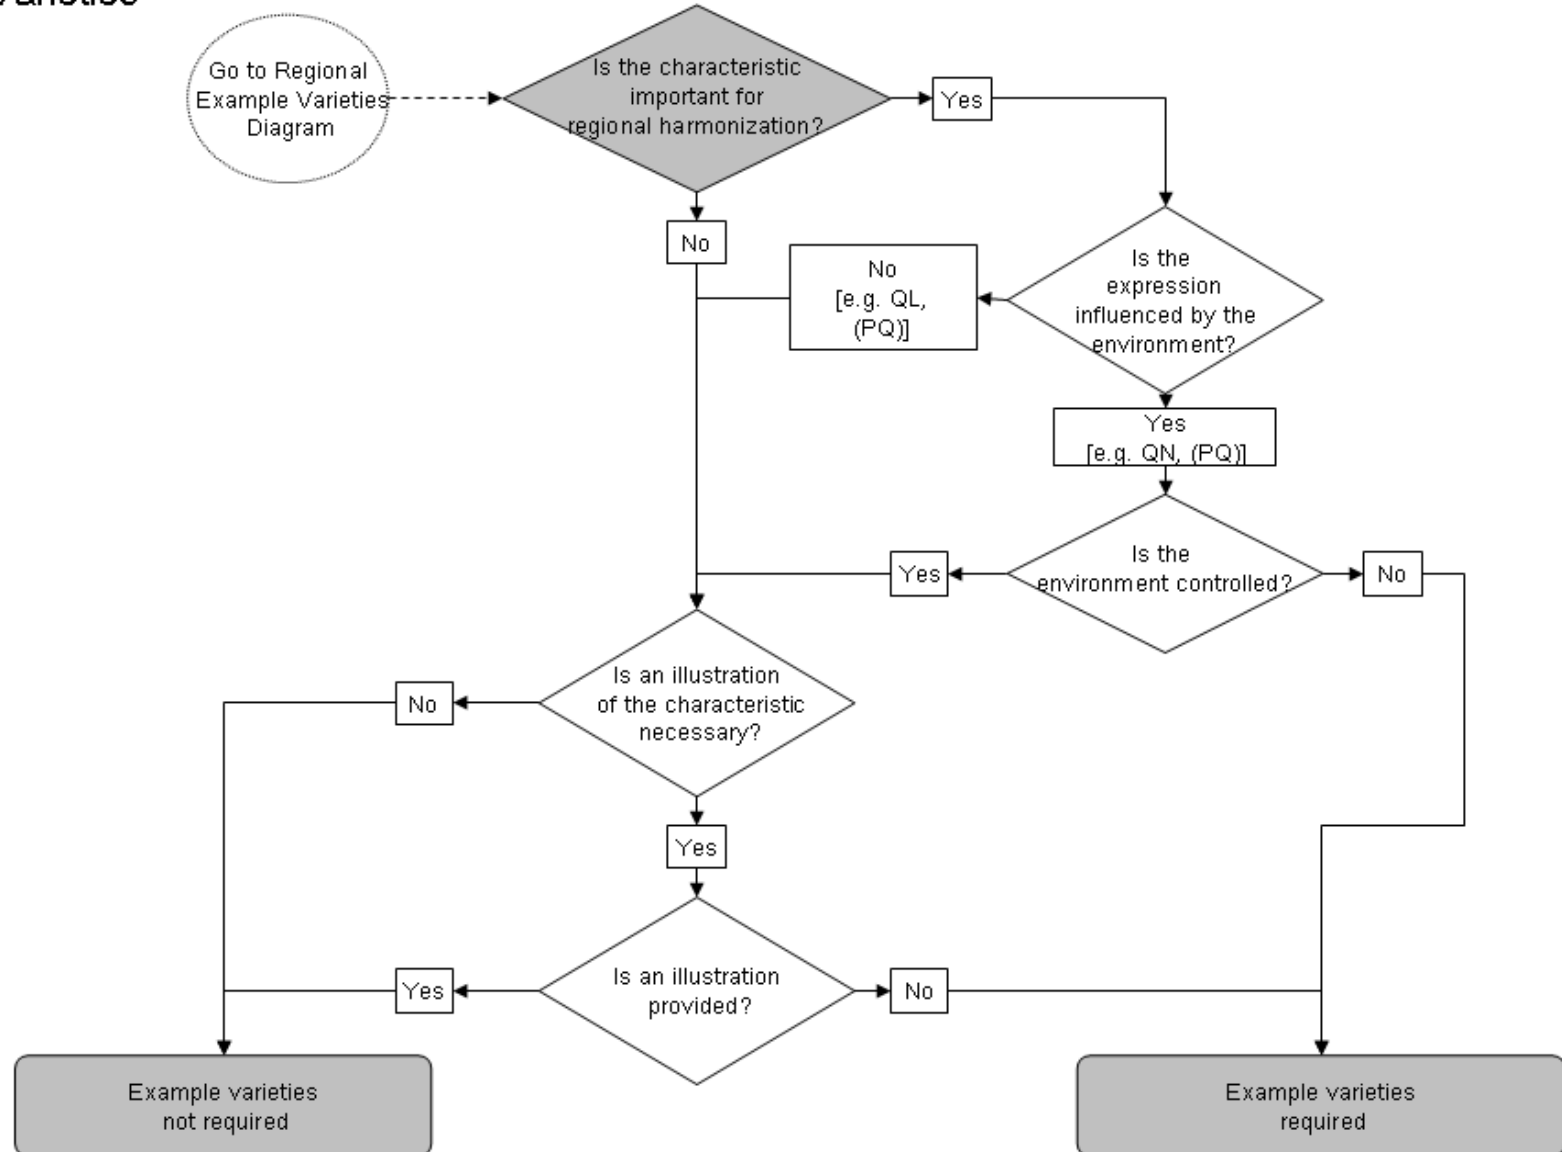 Go to Regional
Example Varieties
Diagram
Is the characteristic
important for
regional harmonization?
Yes
No
No
[e.g. QL,
(PQ)]
Is the
expression
influenced by the
environment?
Yes
[e.g. QN, (PQ)]
Is the
environment controlled?
Yes
No
Is an illustration
of the characteristic
necessary?
No
Yes
Is an illustration
provided?
Yes
No
Example varieties
not required
Example varieties
required